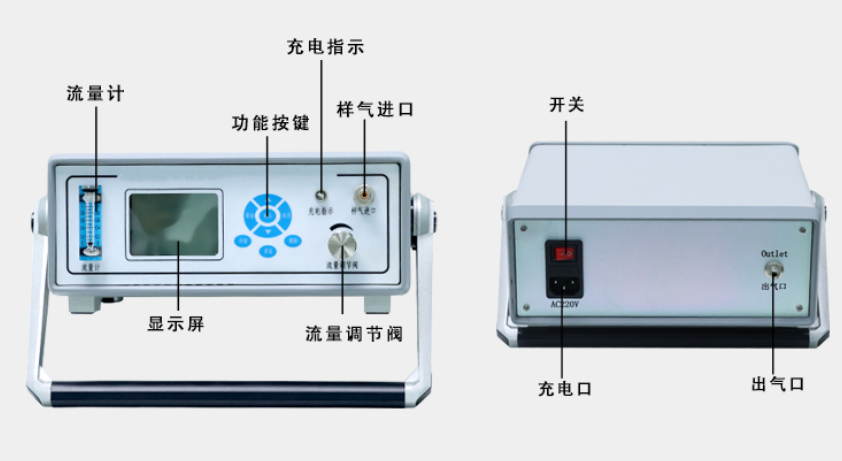 充电指示
流量计
样气进口
功能按键
充电指示
样气进口
流量计
流量调节阀
显示屏
流量调节阀
开关
Outlet
出气口
AC220V
充电口
出气口